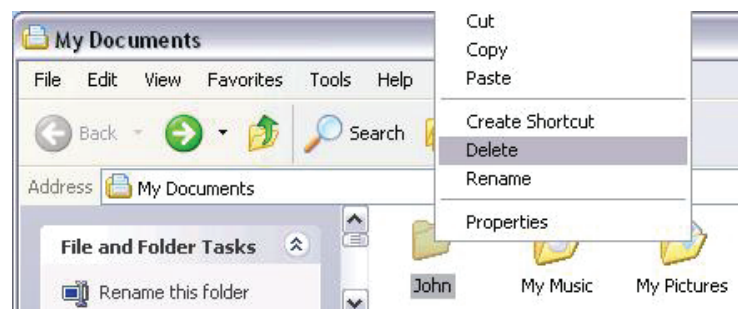 My Documents
File Edit View Favorites Tools Help
Back Search
Address My Documents
File and Folder Tasks
Rename this folder
Cut
Copy
Paste
Create Shortcut
Delete
Rename
Properties
John My Music My Pictures